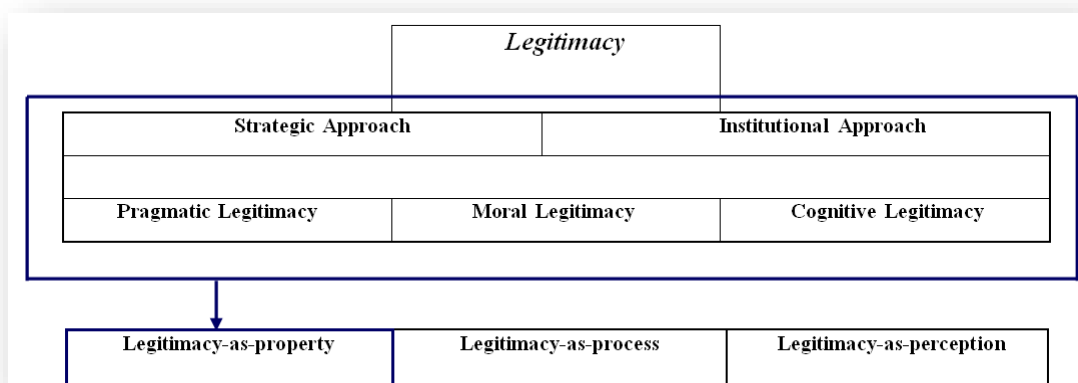 Legitimacy
Strategic Approach
Institutional Approach
Pragmatic Legitimacy
Moral Legitimacy
Cognitive Legitimacy
Legitimacy-as-property
Legitimacy-as-process
Legitimacy-as-perception